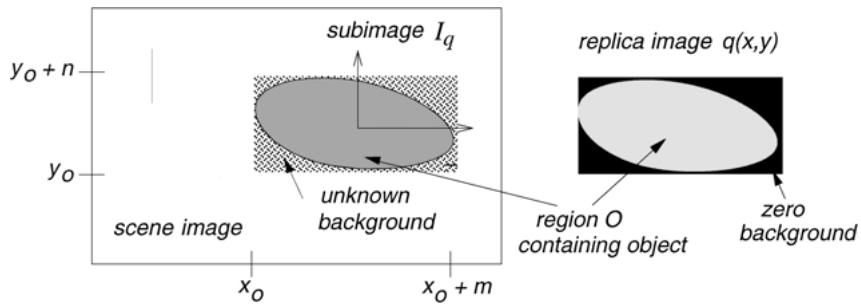 subimage I_q
replica image q(x,y)
y_o + n
y_o
unknown
background
scene image
region O
containing object
zero
background
x_o
x_o + m